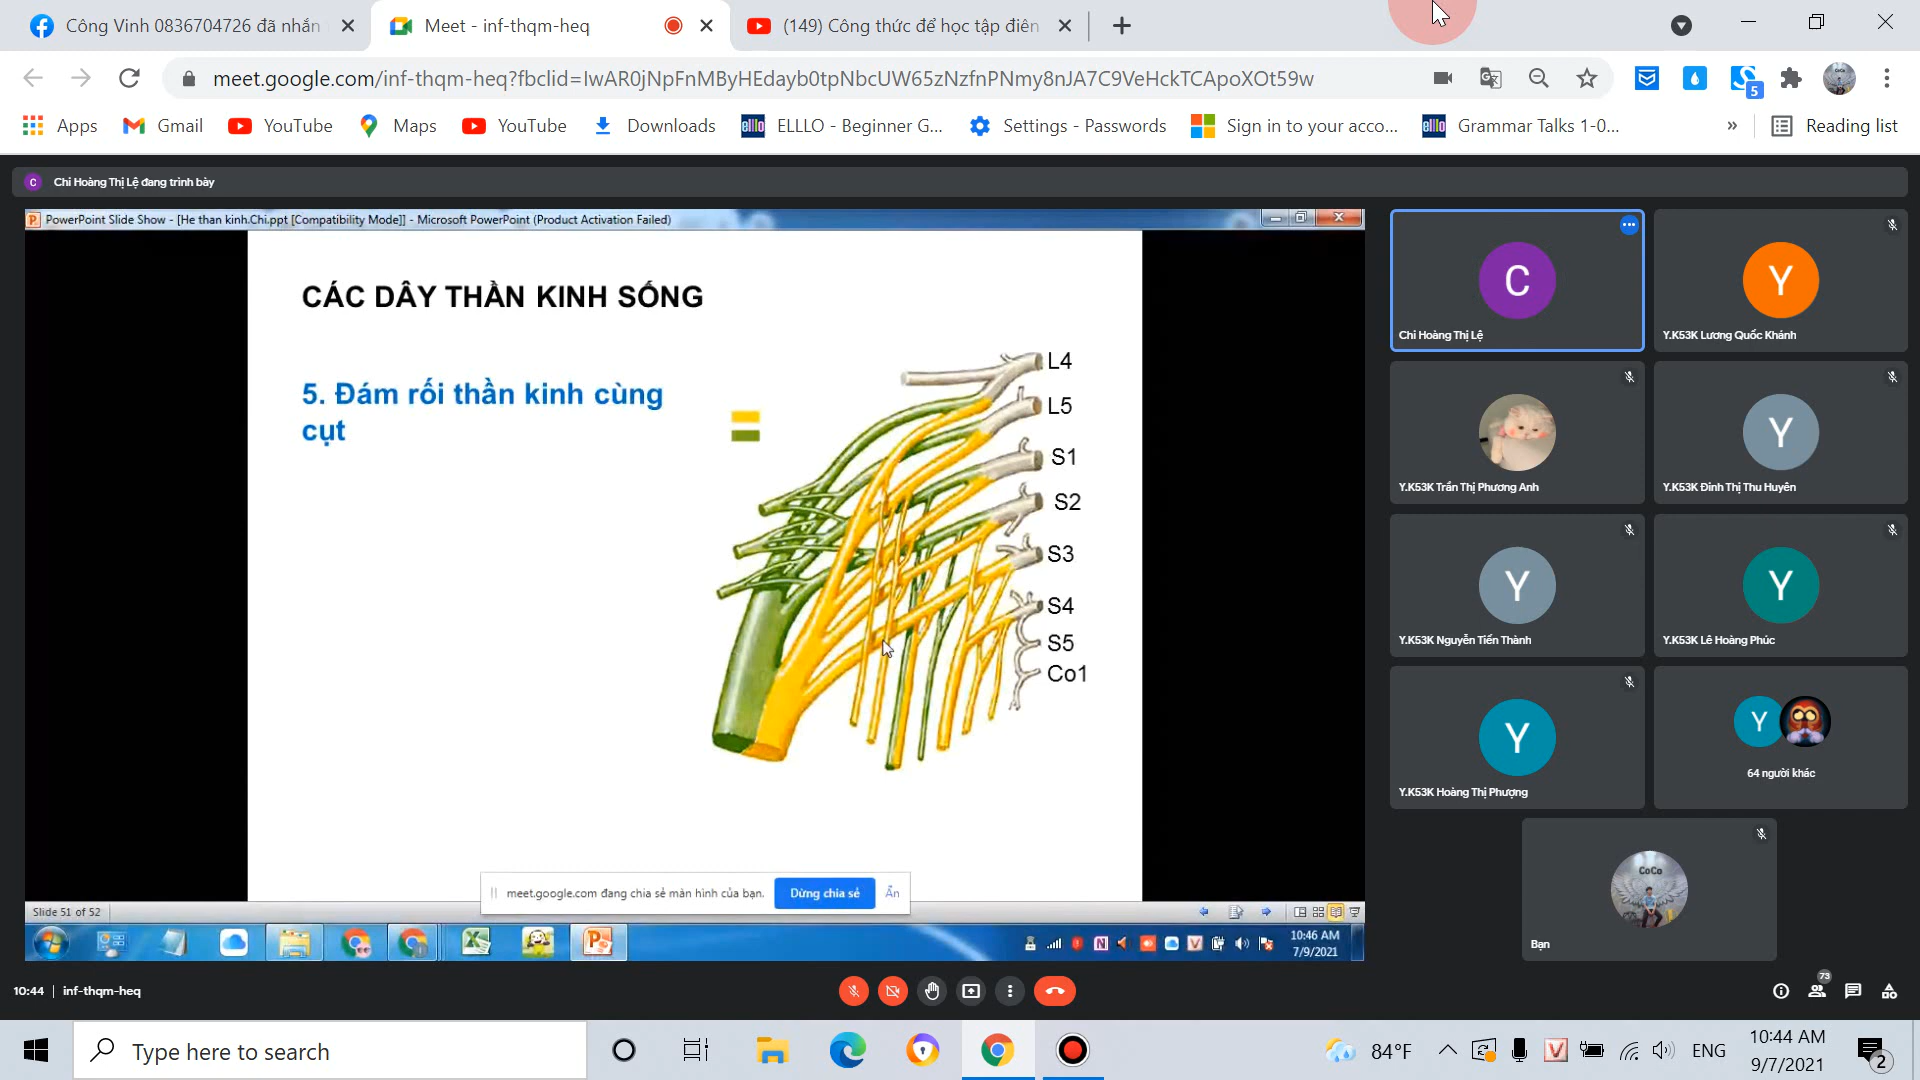 Công Vinh 0836704726 đã nhắn
Meet - inf-thqm-heq
(149) Công thức để học tập điên
meet.google.com/inf-thqm-heq?fbclid=IwAR0jNpFnMByHEdayb0tpNbcUW65zNzfnPNmy8nJA7C9VeHckTCApoXOt59w
5
Apps
Gmail
YouTube
Maps
YouTube
Downloads
elllo
ELLLO - Beginner G...
Settings - Passwords
Sign in to your acco...
elllo
Grammar Talks 1-0...
»
Reading list
C
Chi Hoàng Thị Lệ đang trình bày
PowerPoint Slide Show - [He than kinh.Chi.ppt [Compatibility Mode]] - Microsoft PowerPoint (Product Activation Failed)
CÁC DÂY THẦN KINH SỐNG
5. Đám rối thần kinh cùng
cụt
L4
L5
S1
S2
S3
S4
S5
Co1
meet.google.com đang chia sẻ màn hình của bạn.
Dừng chia sẻ
Ẩn
Slide 51 of 52
10:46 AM
7/9/2021
C
Chi Hoàng Thị Lệ
Y
Y.K53K Lương Quốc Khánh
Y.K53K Trần Thị Phương Anh
Y
Y.K53K Đinh Thị Thu Huyên
Y
Y.K53K Nguyễn Tiến Thành
Y
Y.K53K Lê Hoàng Phúc
Y
Y.K53K Hoàng Thị Phượng
Y
64 người khác
CoCo
Bạn
10:44 | inf-thqm-heq
73
Type here to search
84°F
ENG
10:44 AM
9/7/2021
2